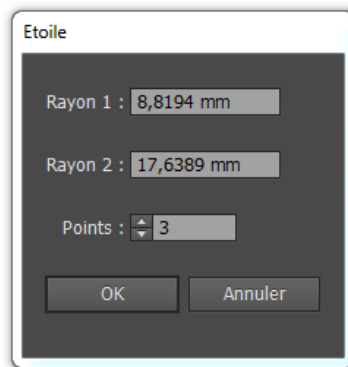 Etoile
Rayon 1 : 8,8194 mm
Rayon 2 : 17,6389 mm
Points : 3
OK Annuler